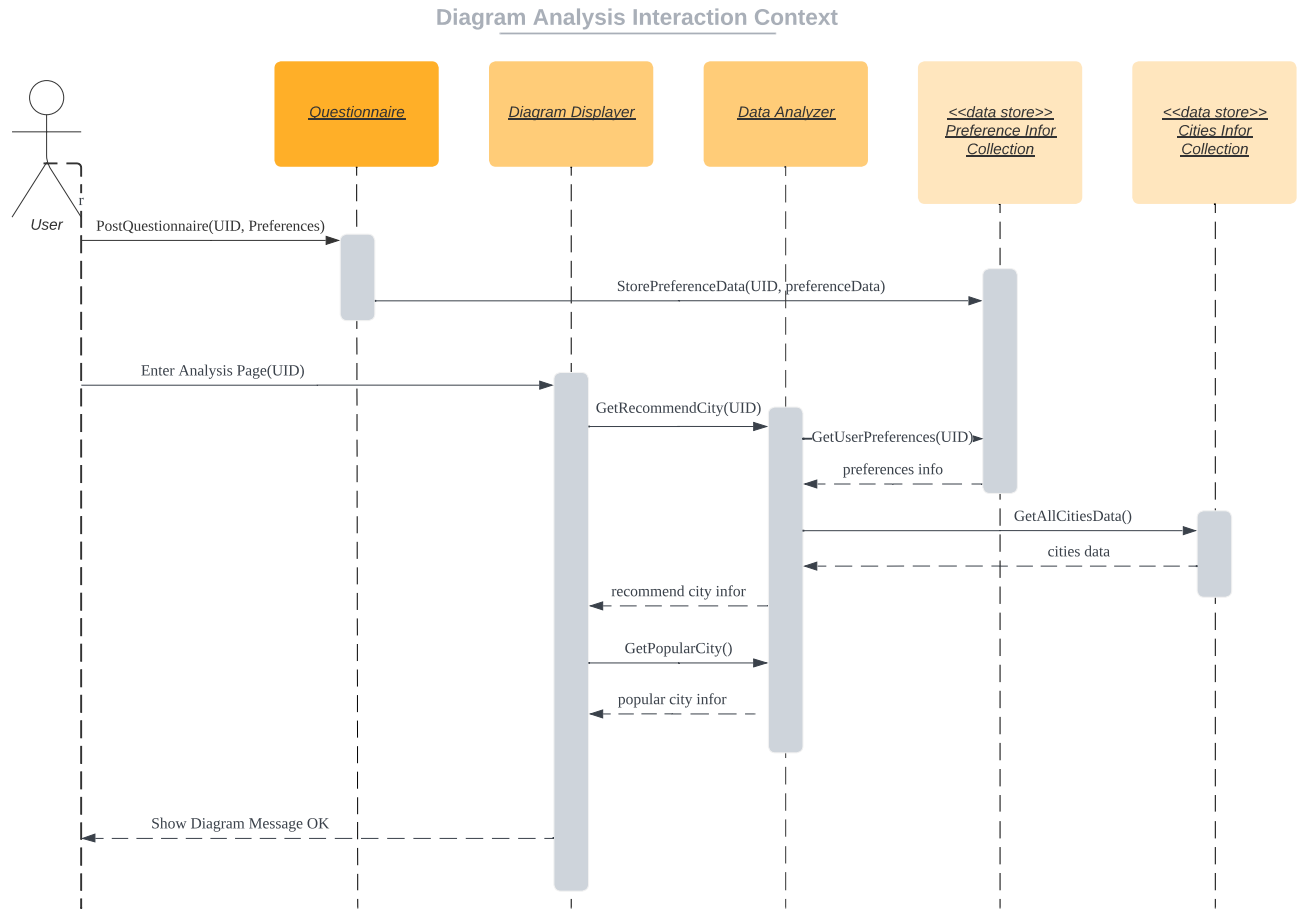 Diagram Analysis Interaction Context
Questionnaire
Diagram Displayer
Data Analyzer
<<data store>>
Preference Infor
Collection
<<data store>>
Cities Infor
Collection
r
User
PostQuestionnaire(UID, Preferences)
StorePreferenceData(UID, preferenceData)
Enter Analysis Page(UID)
GetRecommendCity(UID)
GetUserPreferences(UID)
preferences info
GetAllCitiesData()
cities data
recommend city infor
GetPopularCity()
popular city infor
Show Diagram Message OK